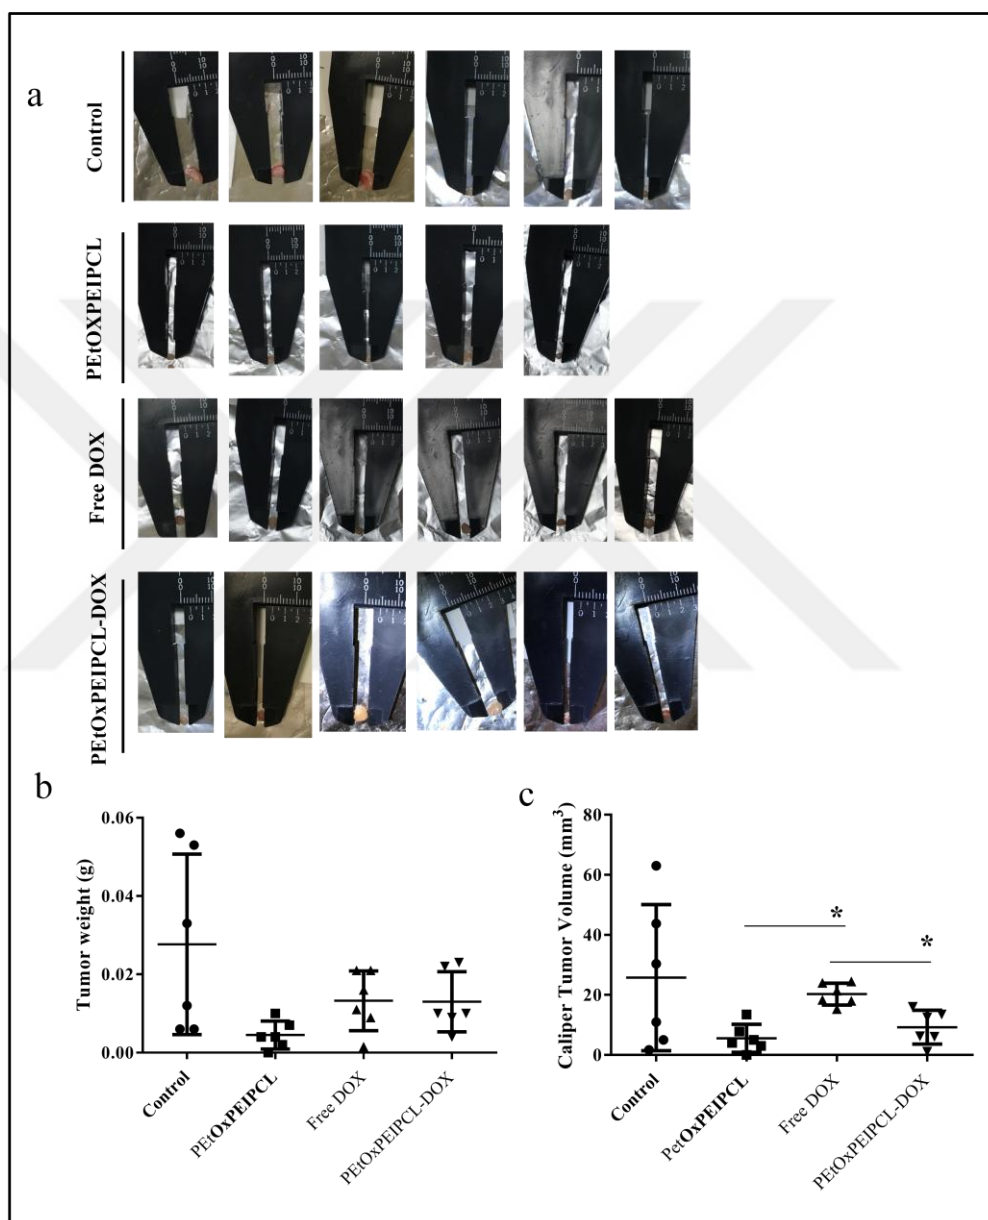 a
Control
PEtOXPEIPCL
Free DOX
PEtOxPEIPCL-DOX
b
Tumor weight (g)
0.06
0.04
0.02
0.00
Control
PEtOxPEIPCL
Free DOX
PEtOxPEIPCL-DOX
c
Caliper Tumor Volume (mm³)
80
60
40
20
0
*
*
Control
PetOxPEIPCL
Free DOX
PEtOxPEIPCL-DOX